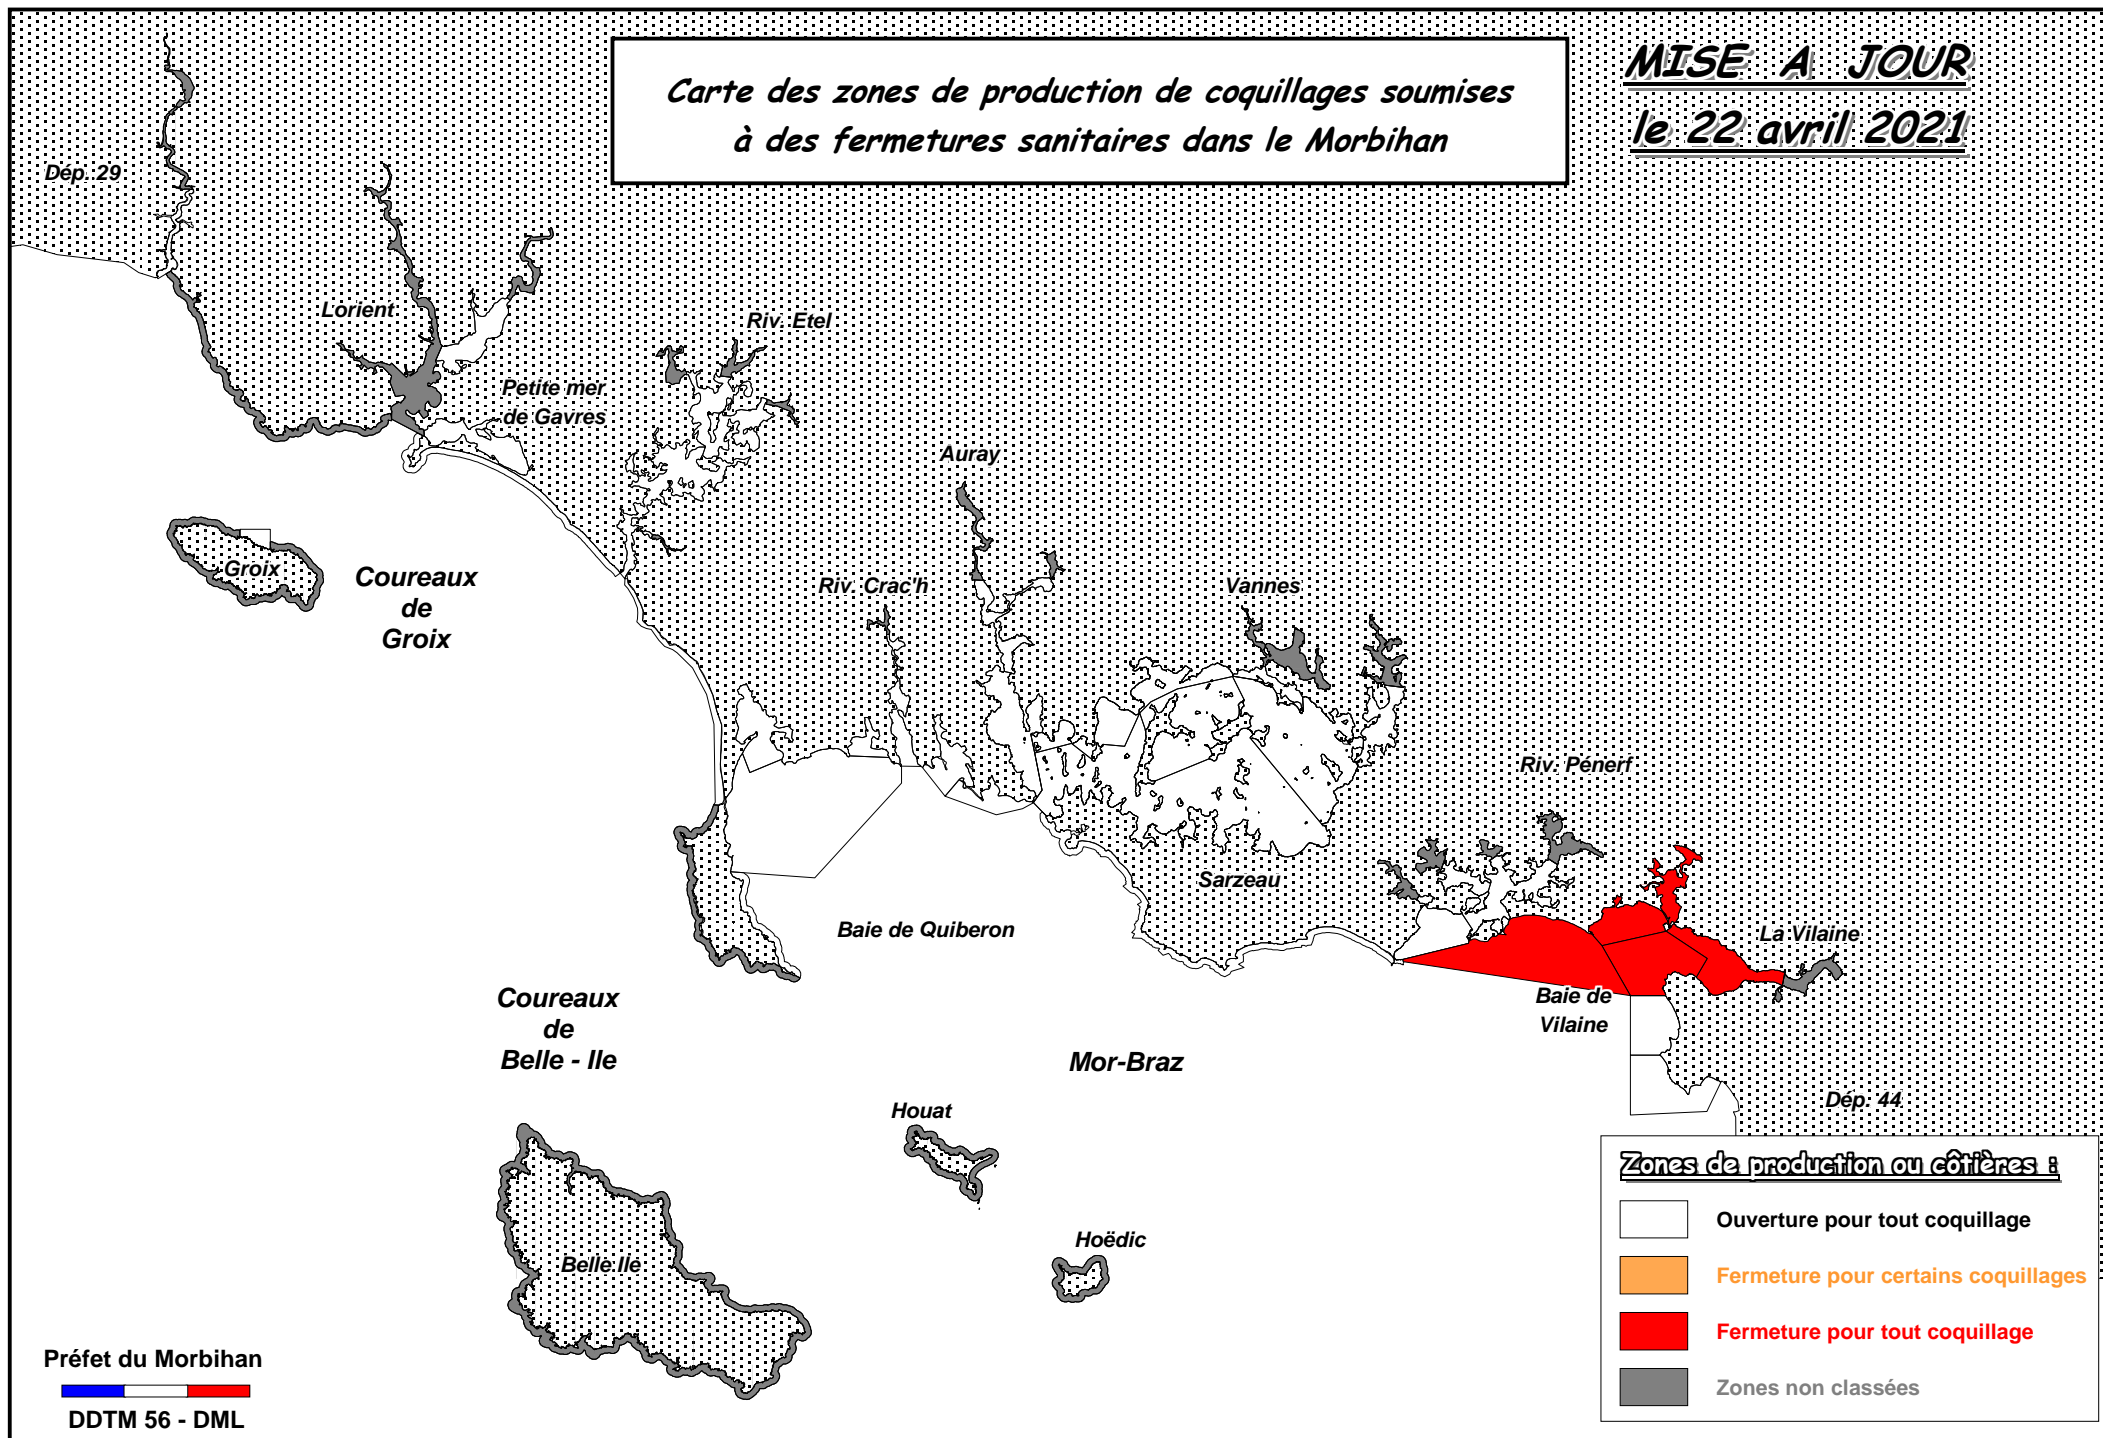 Carte des zones de production de coquillages soumises
à des fermetures sanitaires dans le Morbihan
MISE A JOUR
le 22 avril 2021
Dép. 29
Lorient
Riv. Etel
Petite mer
de Gavres
Auray
Groix
Coureaux
de
Groix
Riv. Crac'h
Vannes
Riv. Pénerf
Sarzeau
Baie de Quiberon
La Vilaine
Baie de
Vilaine
Coureaux
de
Belle - Ile
Mor-Braz
Houat
Dép. 44
Hoëdic
Belle Ile
Zones de production ou côtières :
Ouverture pour tout coquillage
Fermeture pour certains coquillages
Fermeture pour tout coquillage
Zones non classées
Préfet du Morbihan
DDTM 56 - DML